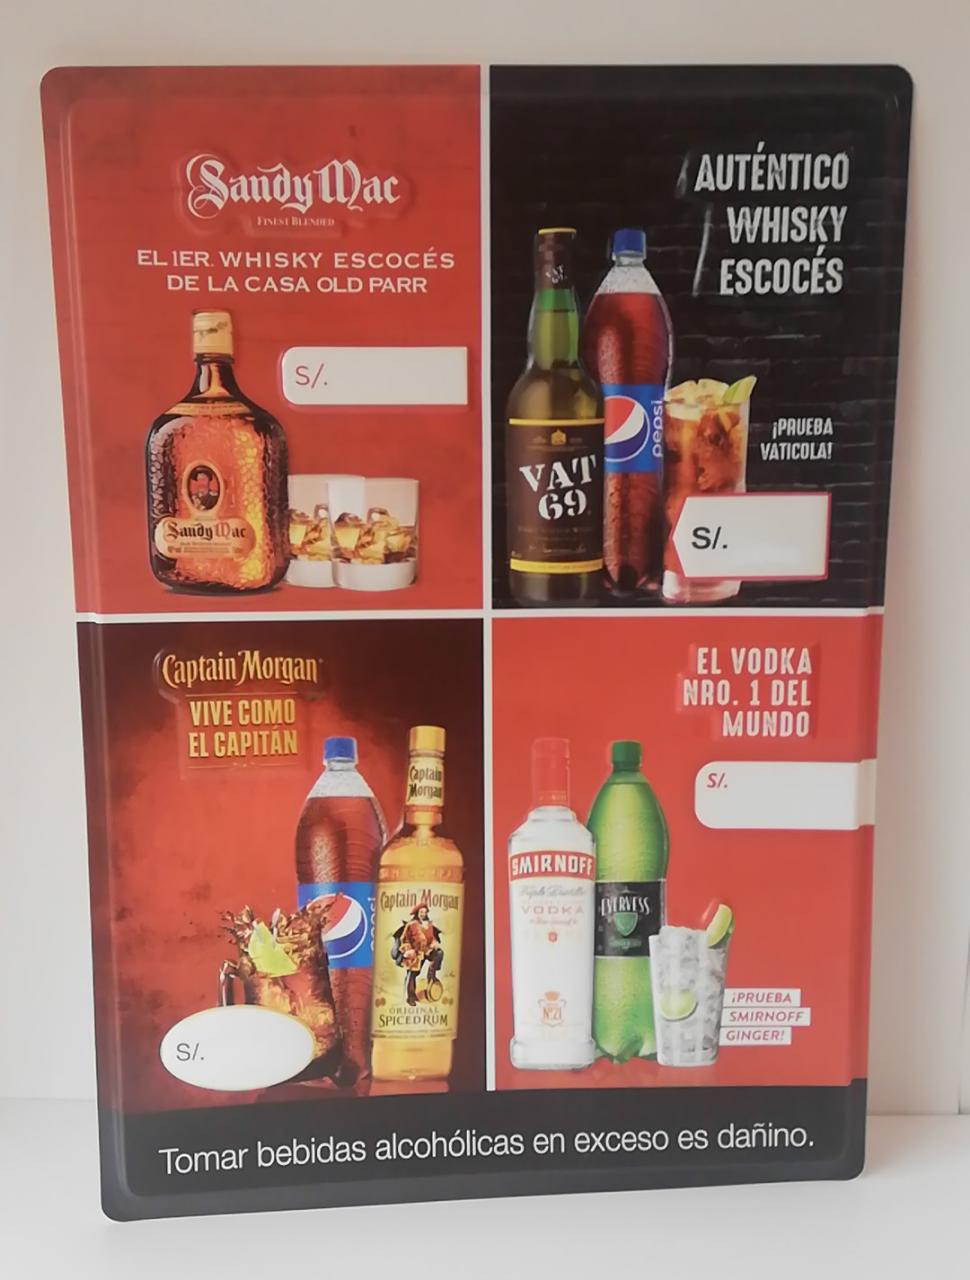 Sandy Mac
FINEST BLENDED
EL 1ER. WHISKY ESCOCÉS
DE LA CASA OLD PARR
S/.
Sandy Mac
AUTÉNTICO
WHISKY
ESCOCÉS
VAT
69
pepsi
¡PRUEBA
VATICOLA!
S/.
Captain Morgan
VIVE COMO
EL CAPITÁN
Captain
Morgan
pepsi
Captain Morgan
ORIGINAL
SPICED RUM
S/.
EL VODKA
NRO. 1 DEL
MUNDO
S/.
SMIRNOFF
VODKA
Nº21
EVERVESS
¡PRUEBA
SMIRNOFF
GINGER!
Tomar bebidas alcohólicas en exceso es dañino.